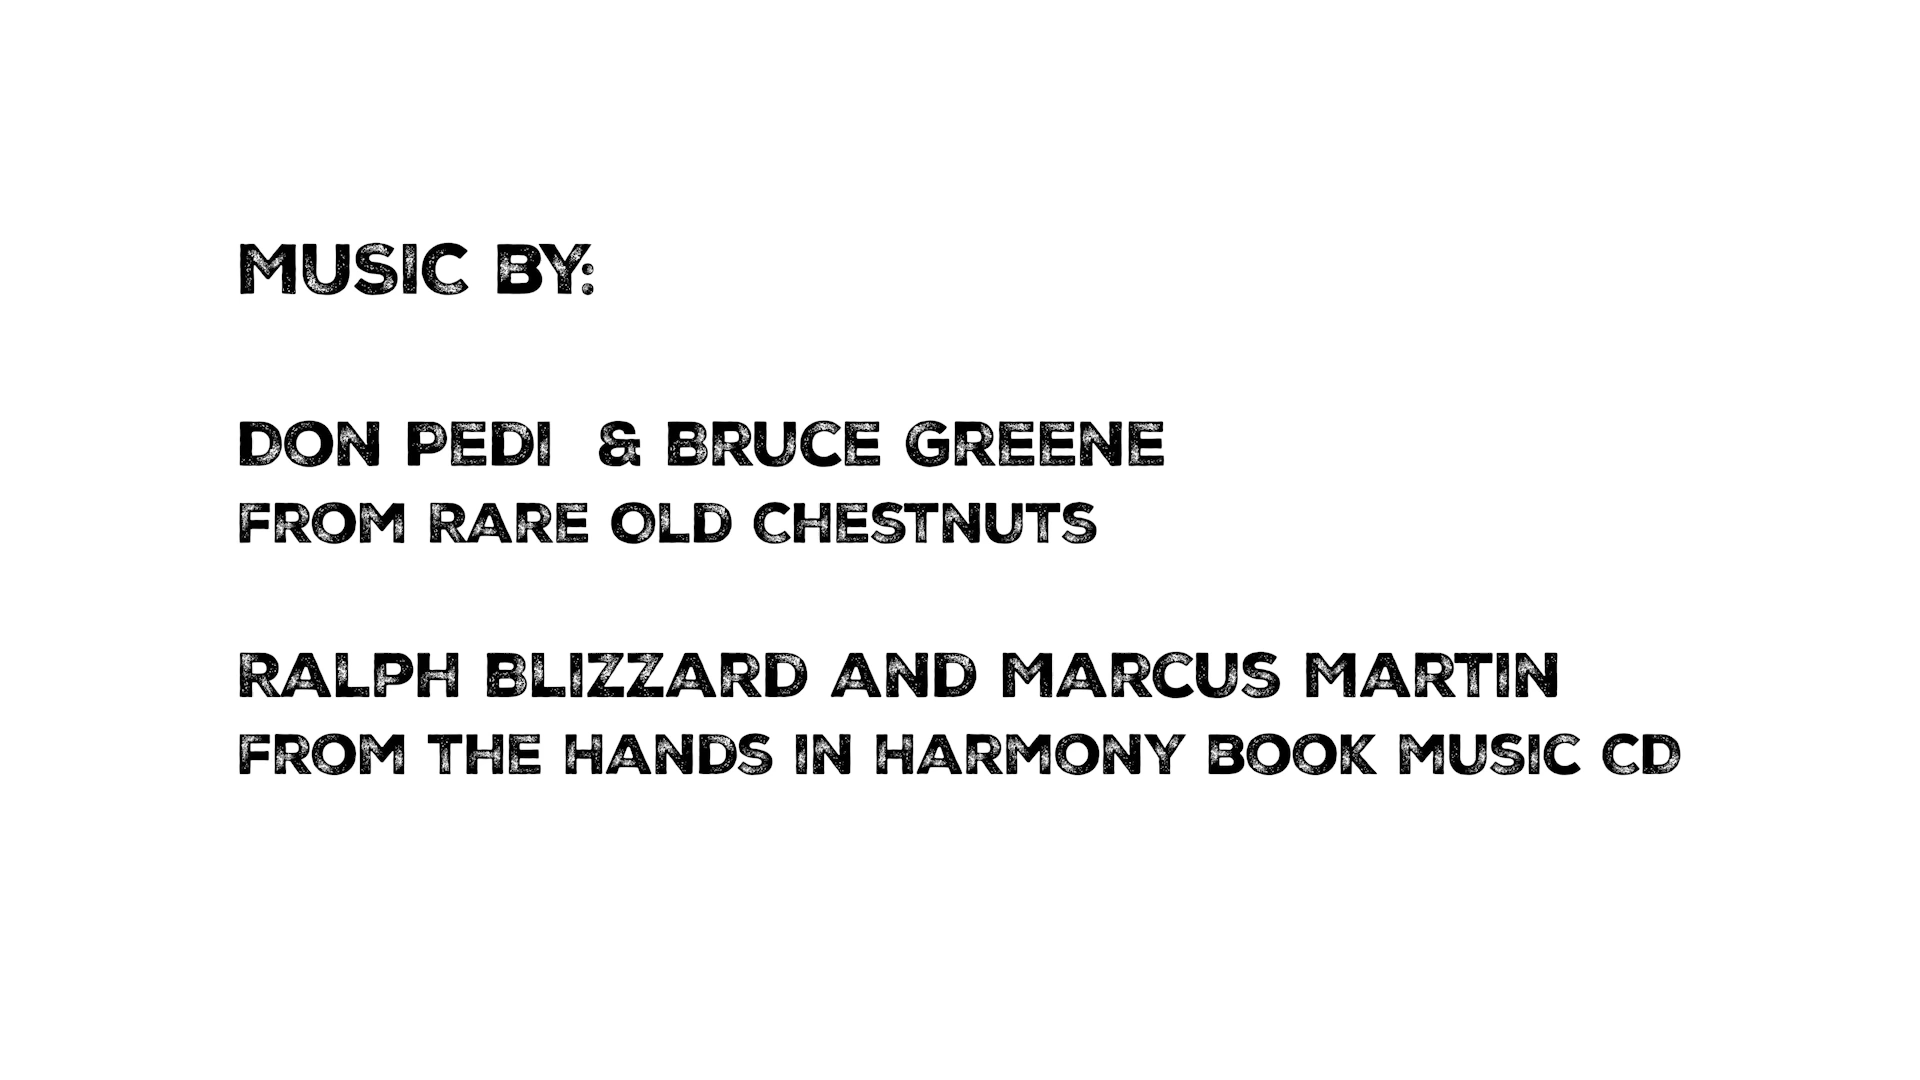 MUSIC BY:
DON PEDI & BRUCE GREENE
FROM RARE OLD CHESTNUTS
RALPH BLIZZARD AND MARCUS MARTIN
FROM THE HANDS IN HARMONY BOOK MUSIC CD